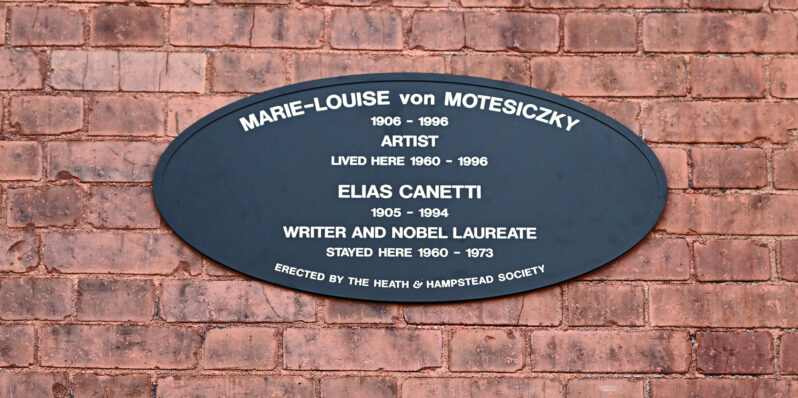 MARIE-LOUISE von MOTESICZKY
1906 - 1996
ARTIST
LIVED HERE 1960 - 1996
ELIAS CANETTI
1905 - 1994
WRITER AND NOBEL LAUREATE
STAYED HERE 1960 - 1973
ERECTED BY THE HEATH & HAMPSTEAD SOCIETY